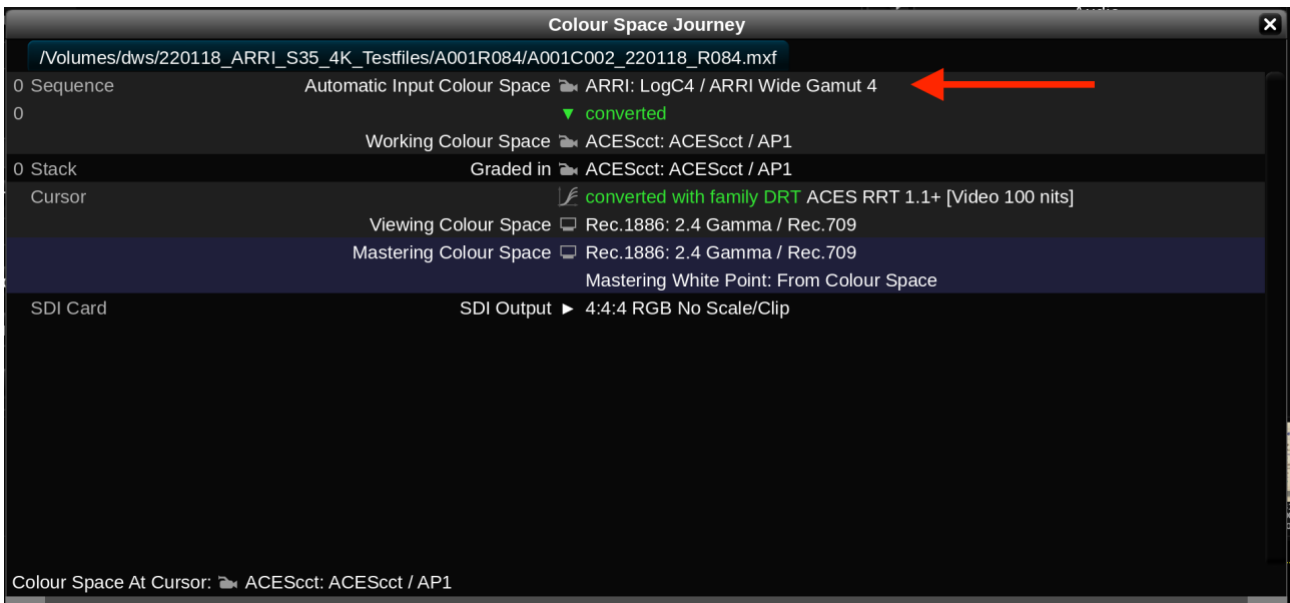 Colour Space Journey
/Volumes/dws/220118_ARRI_S35_4K_Testfiles/A001R084/A001C002_220118_R084.mxf
0 Sequence Automatic Input Colour Space ARRI: LogC4 / ARRI Wide Gamut 4
0 converted
Working Colour Space ACEScct: ACEScct / AP1
0 Stack Graded in ACEScct: ACEScct / AP1
Cursor converted with family DRT ACES RRT 1.1+ [Video 100 nits]
Viewing Colour Space Rec.1886: 2.4 Gamma / Rec.709
Mastering Colour Space Rec.1886: 2.4 Gamma / Rec.709
Mastering White Point: From Colour Space
SDI Card SDI Output ► 4:4:4 RGB No Scale/Clip
Colour Space At Cursor: ACEScct: ACEScct / AP1